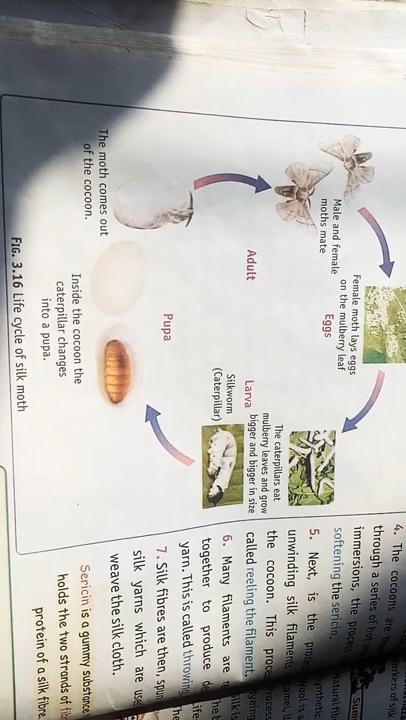 Male and female
moths mate
Female moth lays eggs
on the mulberry leaf
Eggs
The caterpillars eat
mulberry leaves and grow
bigger and bigger in size
Larva
Silkworm
(Caterpillar)
Adult
Pupa
The moth comes out
of the cocoon.
Inside the cocoon the
caterpillar changes
into a pupa.
FIG. 3.16 Life cycle of silk moth
4. The cocoons are
through a series of hot
immersions, the process
softening the sericin.
5. Next, is the
unwinding silk filaments
the cocoon. This
called reeling the filament.
6. Many filaments are
together to produce
yarn. This is called throwing
7. Silk fibres are then, spun
silk yarns which are
weave the silk cloth.
Sericin is a gummy substance
holds the two strands of
protein of a silk fibre.